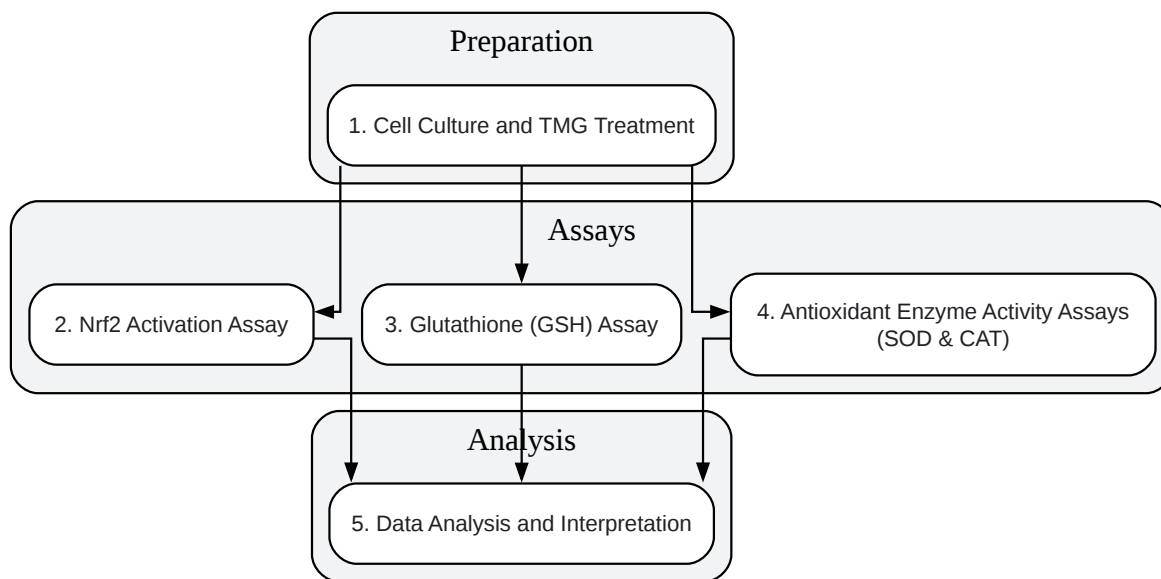 Preparation
1. Cell Culture and TMG Treatment
Assays
2. Nrf2 Activation Assay
3. Glutathione (GSH) Assay
4. Antioxidant Enzyme Activity Assays
(SOD & CAT)
Analysis
5. Data Analysis and Interpretation